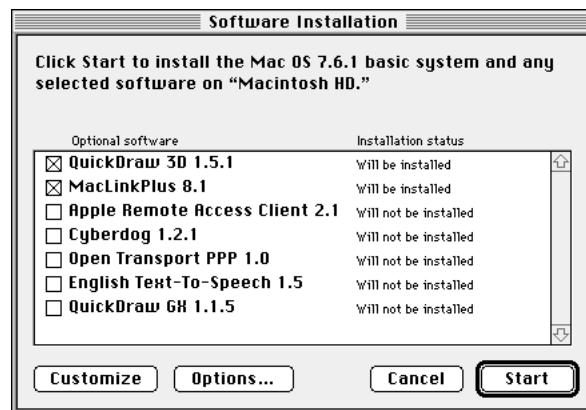 Software Installation
Click Start to install the Mac OS 7.6.1 basic system and any
selected software on “Macintosh HD.”
Optional software Installation status
QuickDraw 3D 1.5.1 Will be installed
MacLinkPlus 8.1 Will be installed
Apple Remote Access Client 2.1 Will not be installed
Cyberdog 1.2.1 Will not be installed
Open Transport PPP 1.0 Will not be installed
English Text-To-Speech 1.5 Will not be installed
QuickDraw GX 1.1.5 Will not be installed
Customize Options... Cancel Start